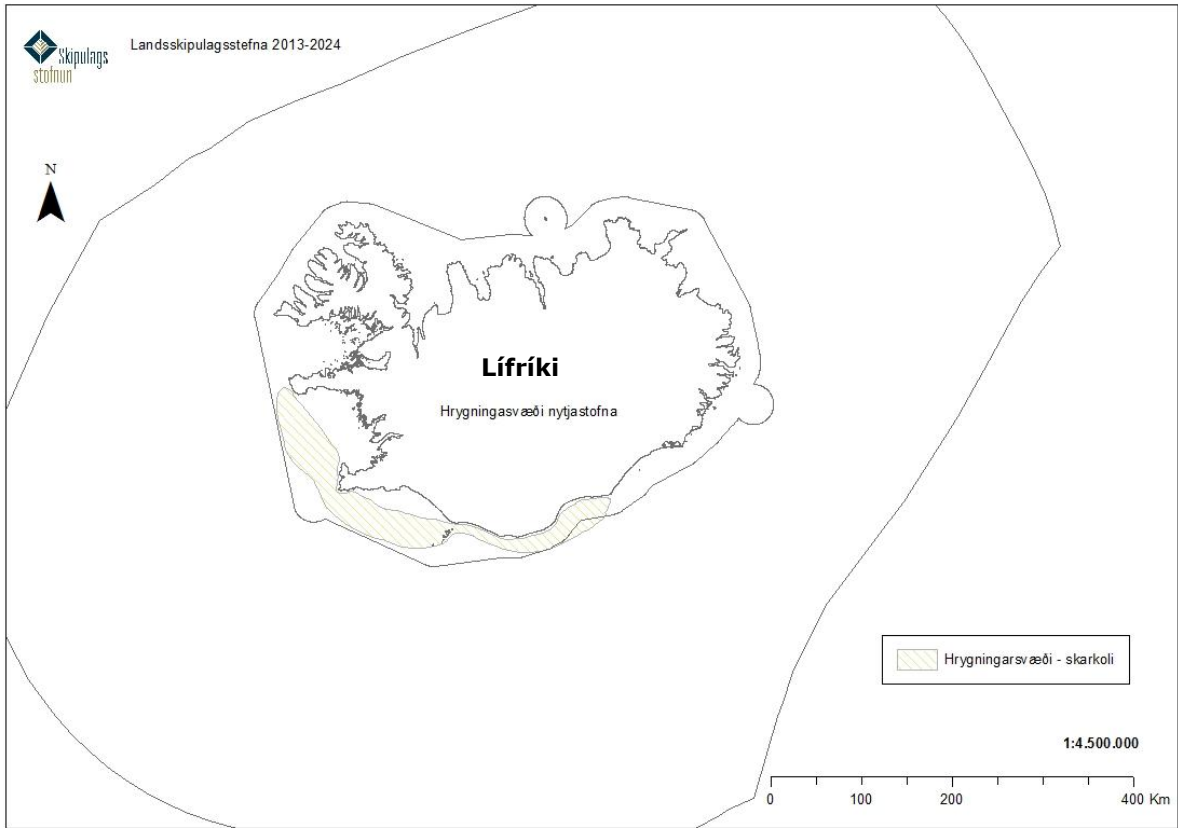 Skipulags
stofnun
Landsskipulagsstefna 2013-2024
N
Lífríki
Hrygningasvæði nytjastofna
Hrygningarsvæði - skarkoli
1:4.500.000
0 100 200 400 Km